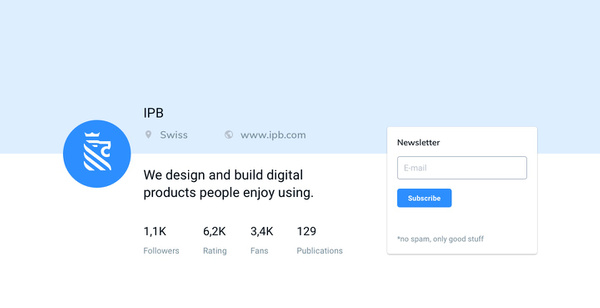 IPB
Swiss www.ipb.com
We design and build digital
products people enjoy using.
1,1K 6,2K 3,4K 129
Followers Rating Fans Publications
Newsletter
E-mail
Subscribe
*no spam, only good stuff